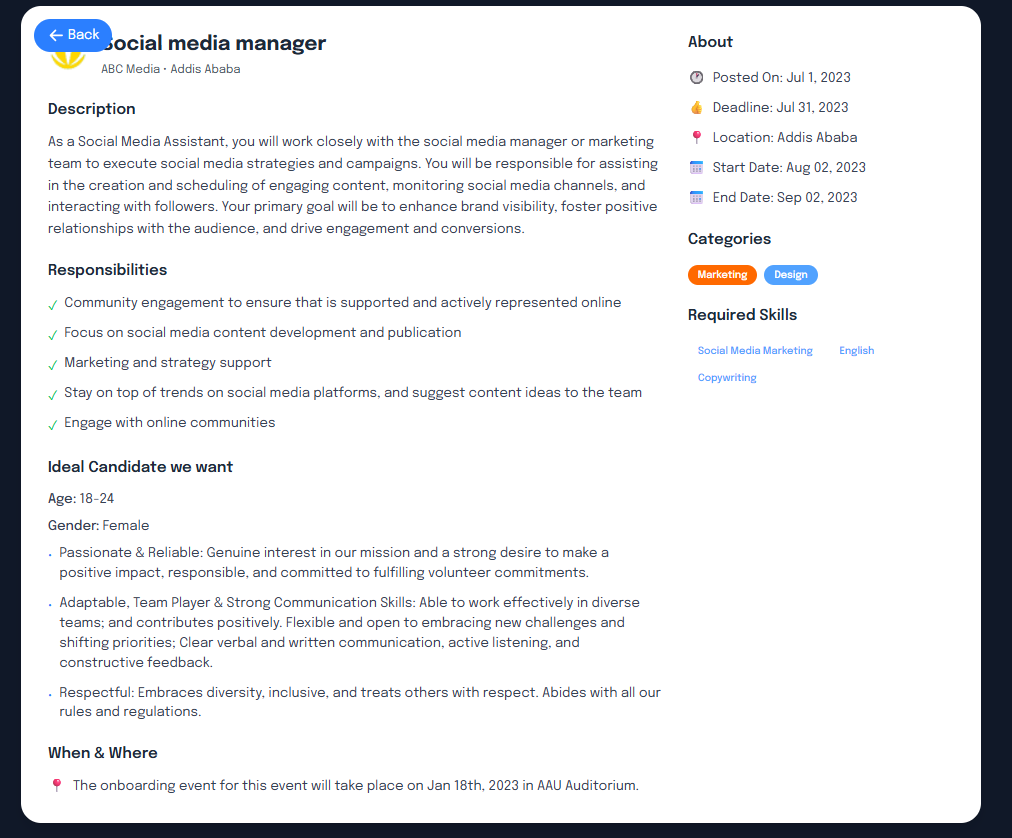 ← Back
Social media manager
ABC Media • Addis Ababa
Description
As a Social Media Assistant, you will work closely with the social media manager or marketing
team to execute social media strategies and campaigns. You will be responsible for assisting
in the creation and scheduling of engaging content, monitoring social media channels, and
interacting with followers. Your primary goal will be to enhance brand visibility, foster positive
relationships with the audience, and drive engagement and conversions.
Responsibilities
Community engagement to ensure that is supported and actively represented online
Focus on social media content development and publication
Marketing and strategy support
Stay on top of trends on social media platforms, and suggest content ideas to the team
Engage with online communities
Ideal Candidate we want
Age: 18-24
Gender: Female
Passionate & Reliable: Genuine interest in our mission and a strong desire to make a
positive impact, responsible, and committed to fulfilling volunteer commitments.
Adaptable, Team Player & Strong Communication Skills: Able to work effectively in diverse
teams; and contributes positively. Flexible and open to embracing new challenges and
shifting priorities; Clear verbal and written communication, active listening, and
constructive feedback.
Respectful: Embraces diversity, inclusive, and treats others with respect. Abides with all our
rules and regulations.
When & Where
The onboarding event for this event will take place on Jan 18th, 2023 in AAU Auditorium.
About
Posted On: Jul 1, 2023
Deadline: Jul 31, 2023
Location: Addis Ababa
Start Date: Aug 02, 2023
End Date: Sep 02, 2023
Categories
Marketing Design
Required Skills
Social Media Marketing English
Copywriting